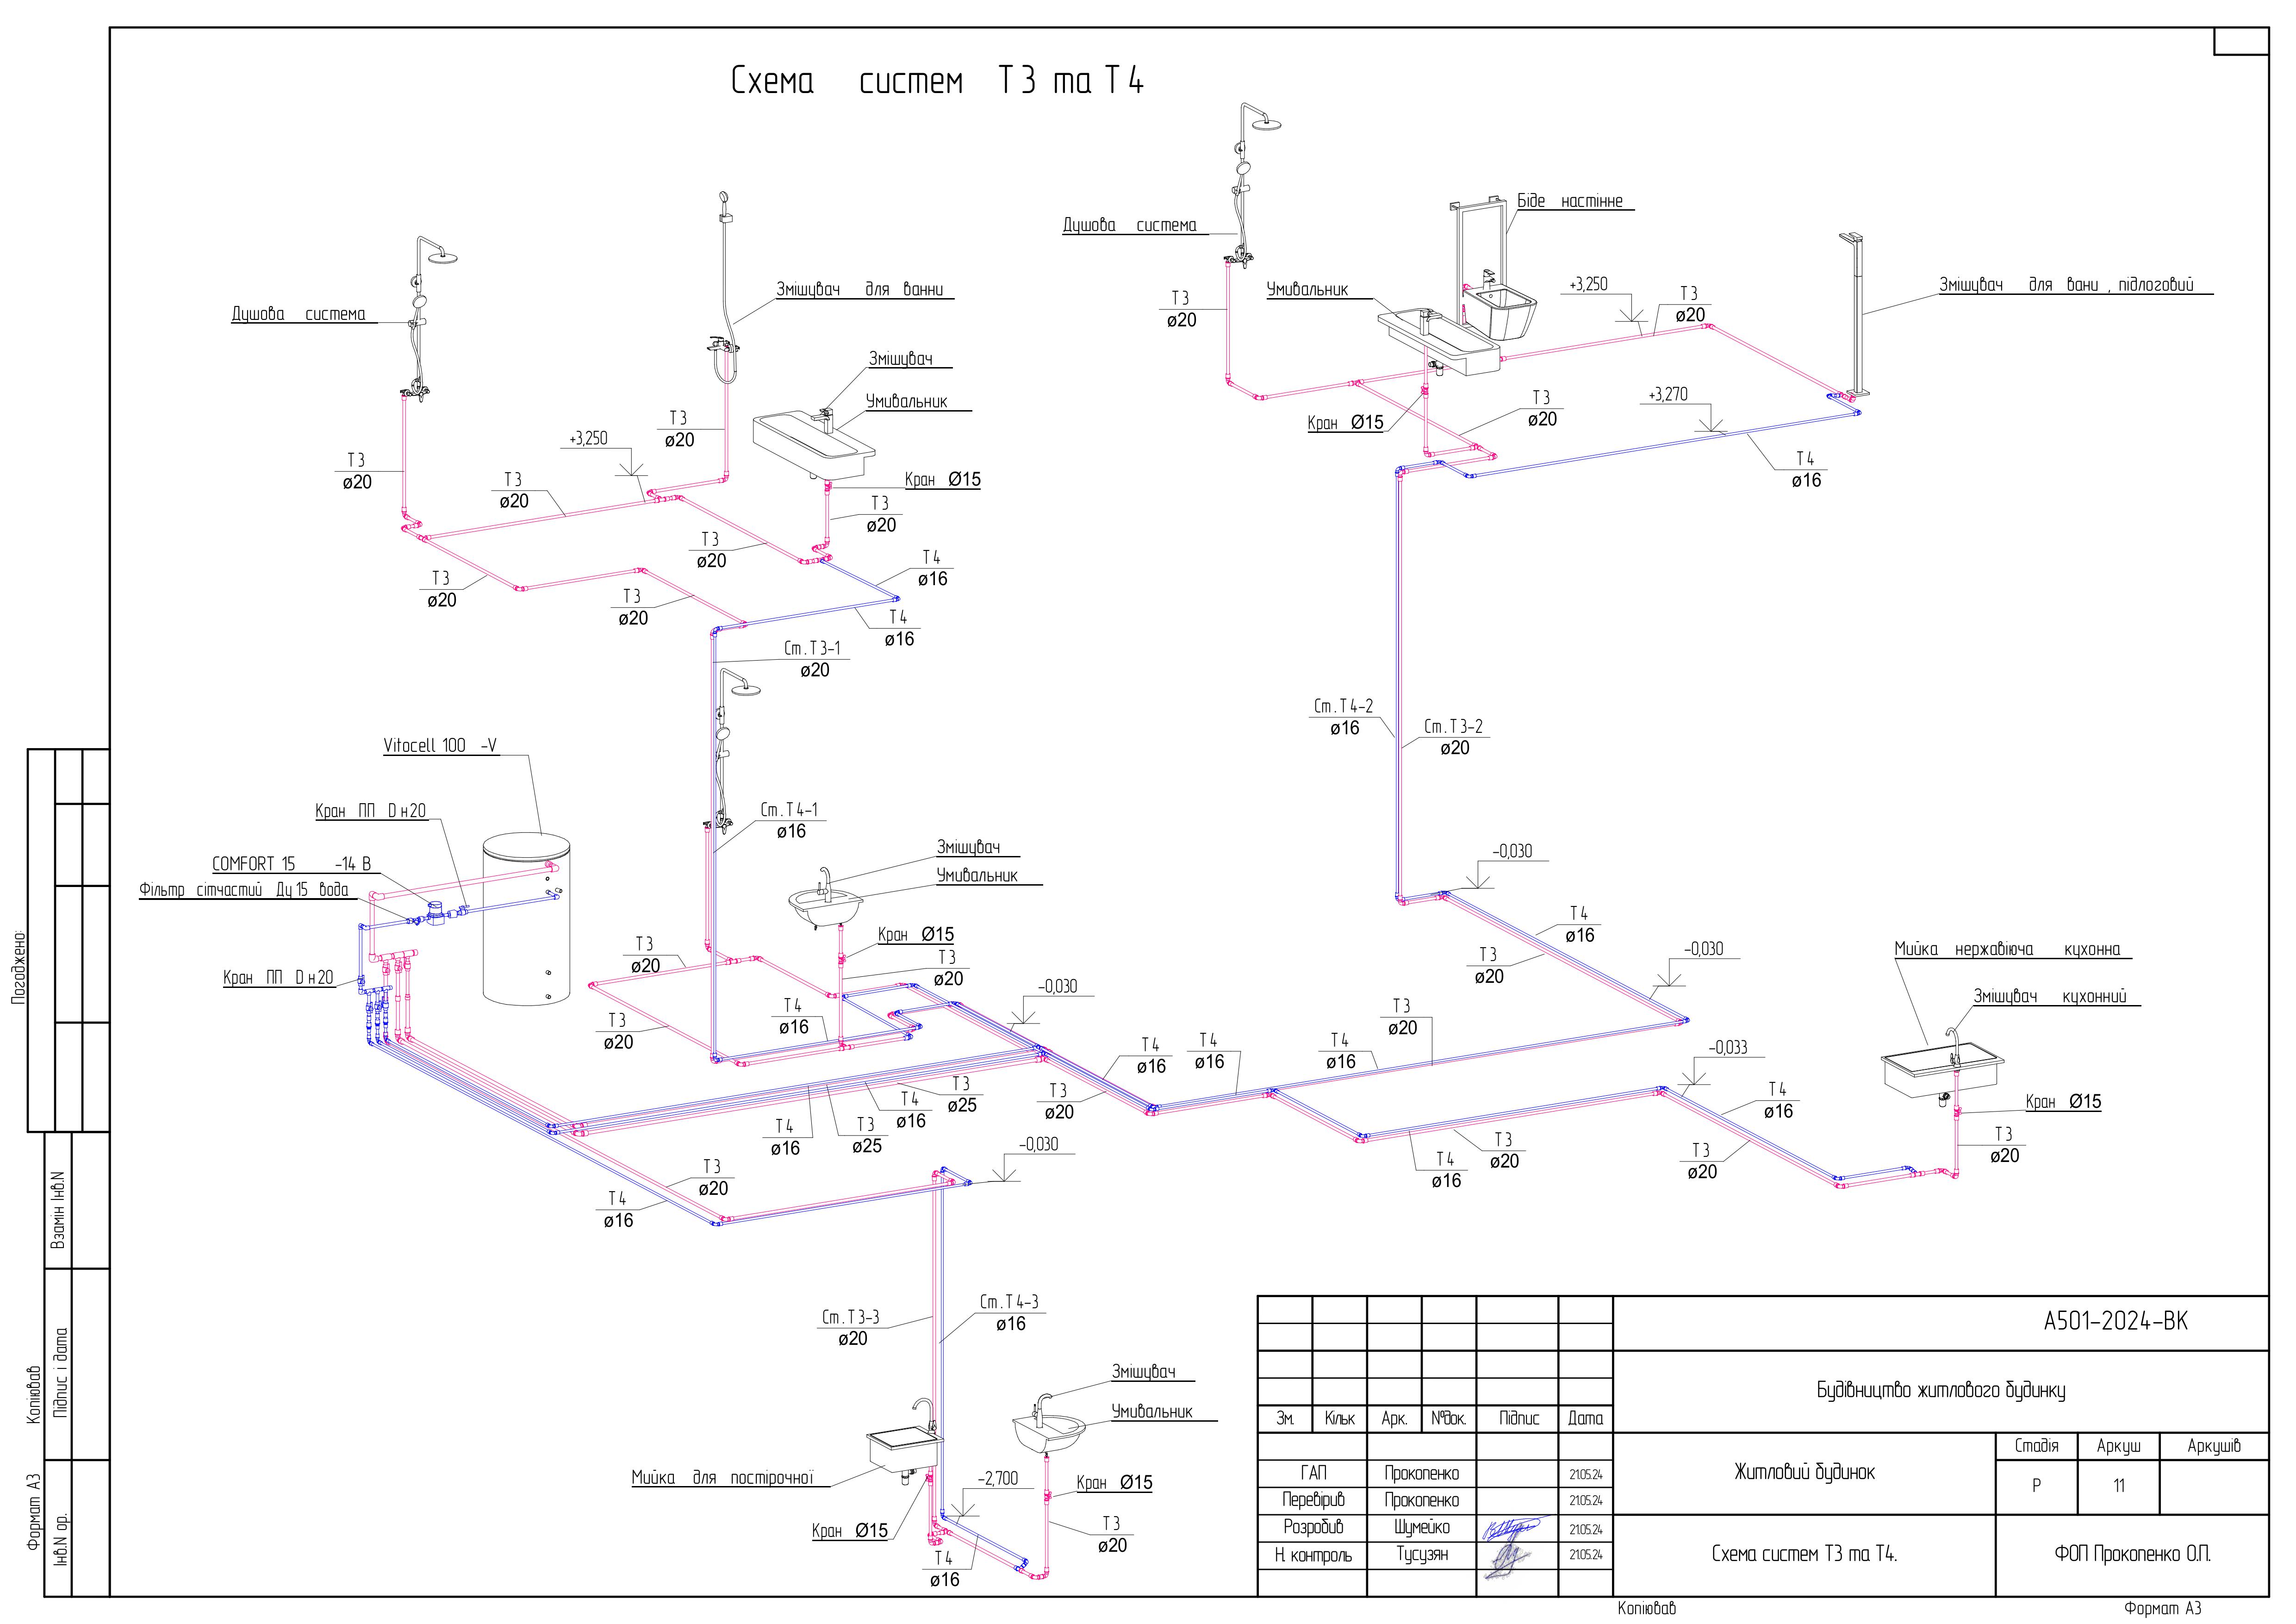 Схема систем Т3 та Т4
Душова система
Біде настінне
Умивальник
+3,250
Т3
ø20
Т3
ø20
Змішувач для вани, підлоговий
Душова система
Змішувач для ванни
Змішувач
Умивальник
Кран Ø15
Т3
ø20
+3,270
Т4
ø16
Т3
ø20
+3,250
Т3
ø20
Т3
ø20
Кран Ø15
Т3
ø20
Т3
ø20
Т4
ø16
Т3
ø20
Т3
ø20
Т4
ø16
Ст.Т3-1
ø20
Ст.Т4-2
ø16
Ст.Т3-2
ø20
Vitocell 100 -V
Кран ПП Dн20
Ст.Т4-1
ø16
COMFORT 15 -14 В
Фільтр сітчастий Ду 15 вода
Змішувач
Умивальник
-0,030
Т4
ø16
Кран Ø15
Т3
ø20
Т3
ø20
Кран ПП Dн20
Т3
ø20
-0,030
Мийка нержавіюча кухонна
Змішувач кухонний
-0,030
Т4
ø16
Т3
ø20
Т3
ø20
Т4
ø16
Т4
ø16
Т4
ø16
-0,033
Т3
ø25
Т4
ø16
Т3
ø20
Т4
ø16
Кран Ø15
Т4
ø16
Т3
ø25
-0,030
Т3
ø20
Т4
ø16
Т3
ø20
Т3
ø20
Т3
ø20
Т4
ø16
Ст.Т3-3
ø20
Ст.Т4-3
ø16
Змішувач
Умивальник
Мийка для постірочної
-2,700
Кран Ø15
Кран Ø15
Т3
ø20
Т4
ø16
Погоджено:
Взамін Інв.N
Підпис і дата
Інв.N ор.
Копіював
Формат А3
А501-2024-ВК
Будівництво житлового будинку
Зм. Кільк Арк. №док. Підпис Дата
Житловий будинок
Стадія Аркуш Аркушів
Р 11
ГАП Прокопенко 21.05.24
Перевірив Прокопенко 21.05.24
Розробив Шумейко 21.05.24
Н. контроль Тусузян 21.05.24
Схема систем Т3 та Т4.
ФОП Прокопенко О.П.
Копіював Формат А3